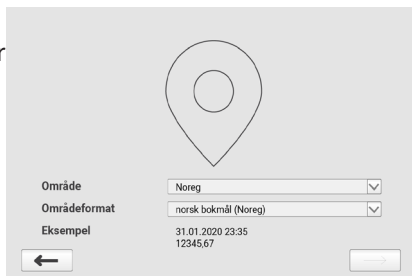 r
Område
Noreg
Områdeformat
norsk bokmål (Noreg)
Eksempel
31.01.2020 23:35
12345,67